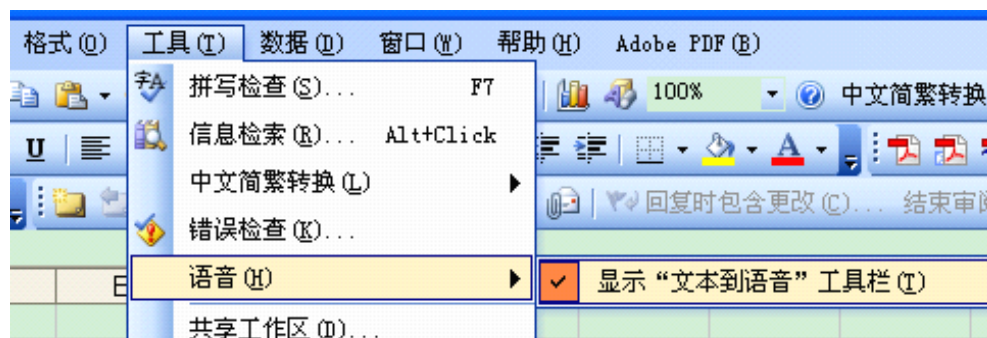 格式(O) 工具(T) 数据(D) 窗口(W) 帮助(H) Adobe PDF(B)
拼写检查(S)... F7 100% 中文简繁转换
U 信息检索(R)... Alt+Click A
中文简繁转换(L) 回复时包含更改(C)... 结束审阅
错误检查(K)...
E 语音(H) 显示“文本到语音”工具栏(T)
共享工作区(D)...